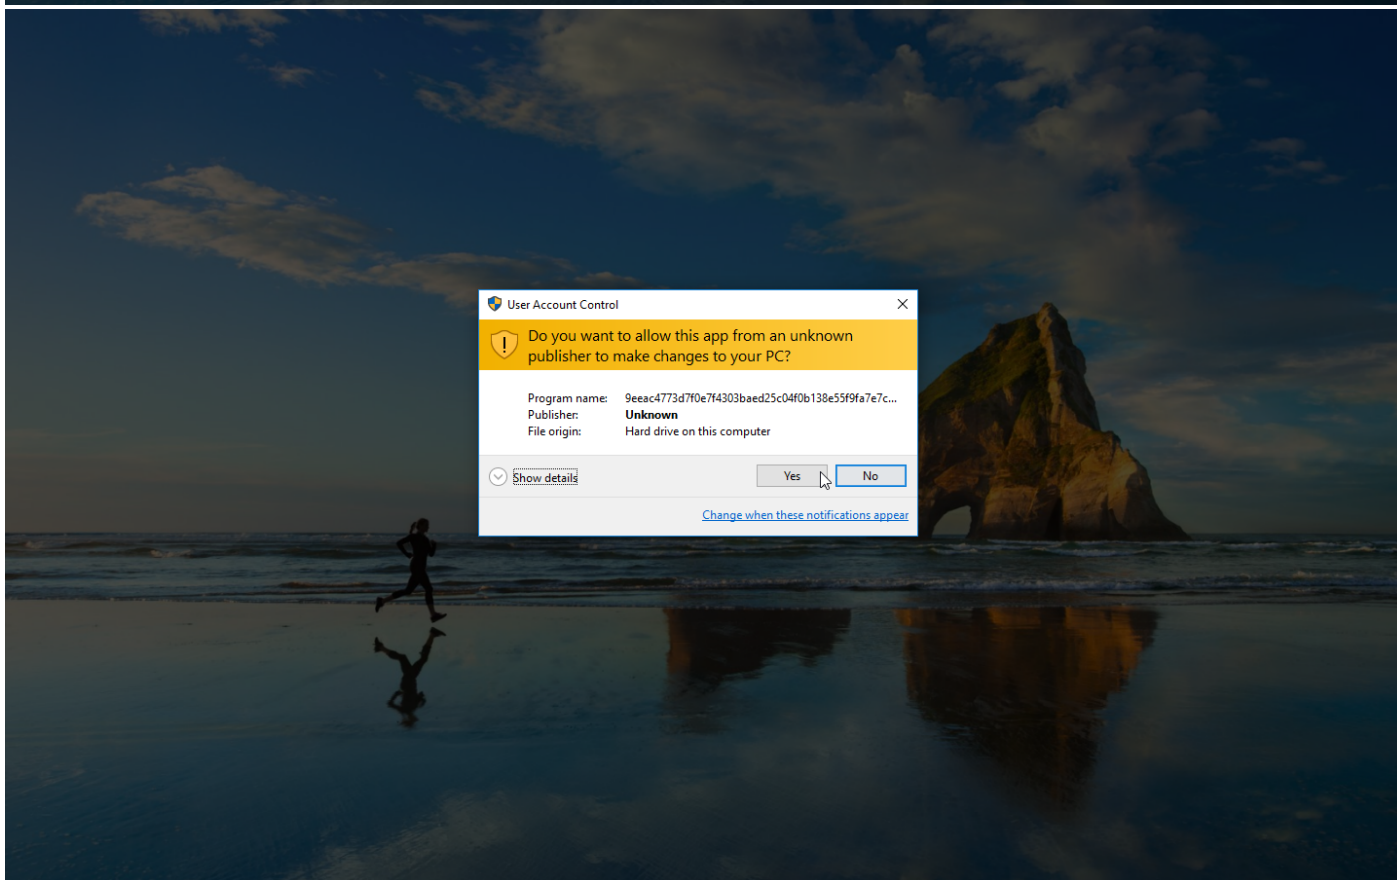 User Account Control
Do you want to allow this app from an unknown
publisher to make changes to your PC?
Program name: 9eeac4773d7f0e7f4303baed25c04f0b138e55f9fa7e7c...
Publisher: Unknown
File origin: Hard drive on this computer
Show details
Yes
No
Change when these notifications appear